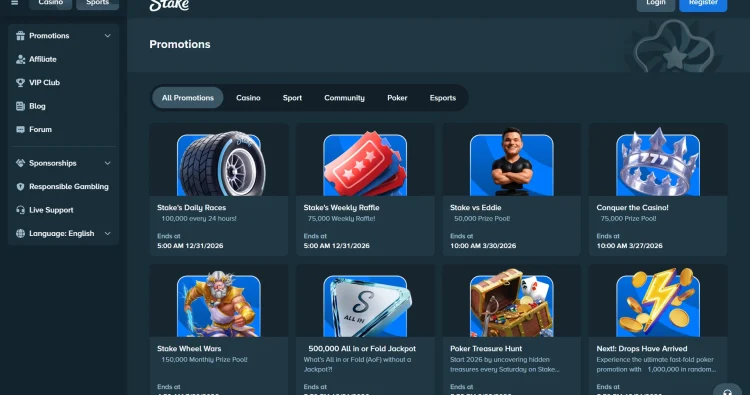 Casino
Sports
Stake
Login
Register
Promotions
Affiliate
VIP Club
Blog
Forum
Sponsorships
Responsible Gambling
Live Support
Language: English
Promotions
All Promotions
Casino
Sport
Community
Poker
Esports
Stake's Daily Races
100,000 every 24 hours!
Ends at
5:00 AM 12/31/2026
Stake's Weekly Raffle
75,000 Weekly Raffle!
Ends at
5:00 AM 12/31/2026
Stake vs Eddie
50,000 Prize Pool!
Ends at
10:00 AM 3/30/2026
777
Conquer the Casino!
75,000 Prize Pool!
Ends at
10:00 AM 3/27/2026
Stake Wheel Wars
150,000 Monthly Prize Pool!
Ends at
S
ALL IN
500,000 All in or Fold Jackpot
What's All in or Fold (AoF) without a
Jackpot?!
Ends at
Poker Treasure Hunt
Start 2026 by uncovering hidden
treasures every Saturday on Stake...
Ends at
Next!: Drops Have Arrived
Experience the ultimate fast-fold poker
promotion with 1,000,000 in random...
Ends at